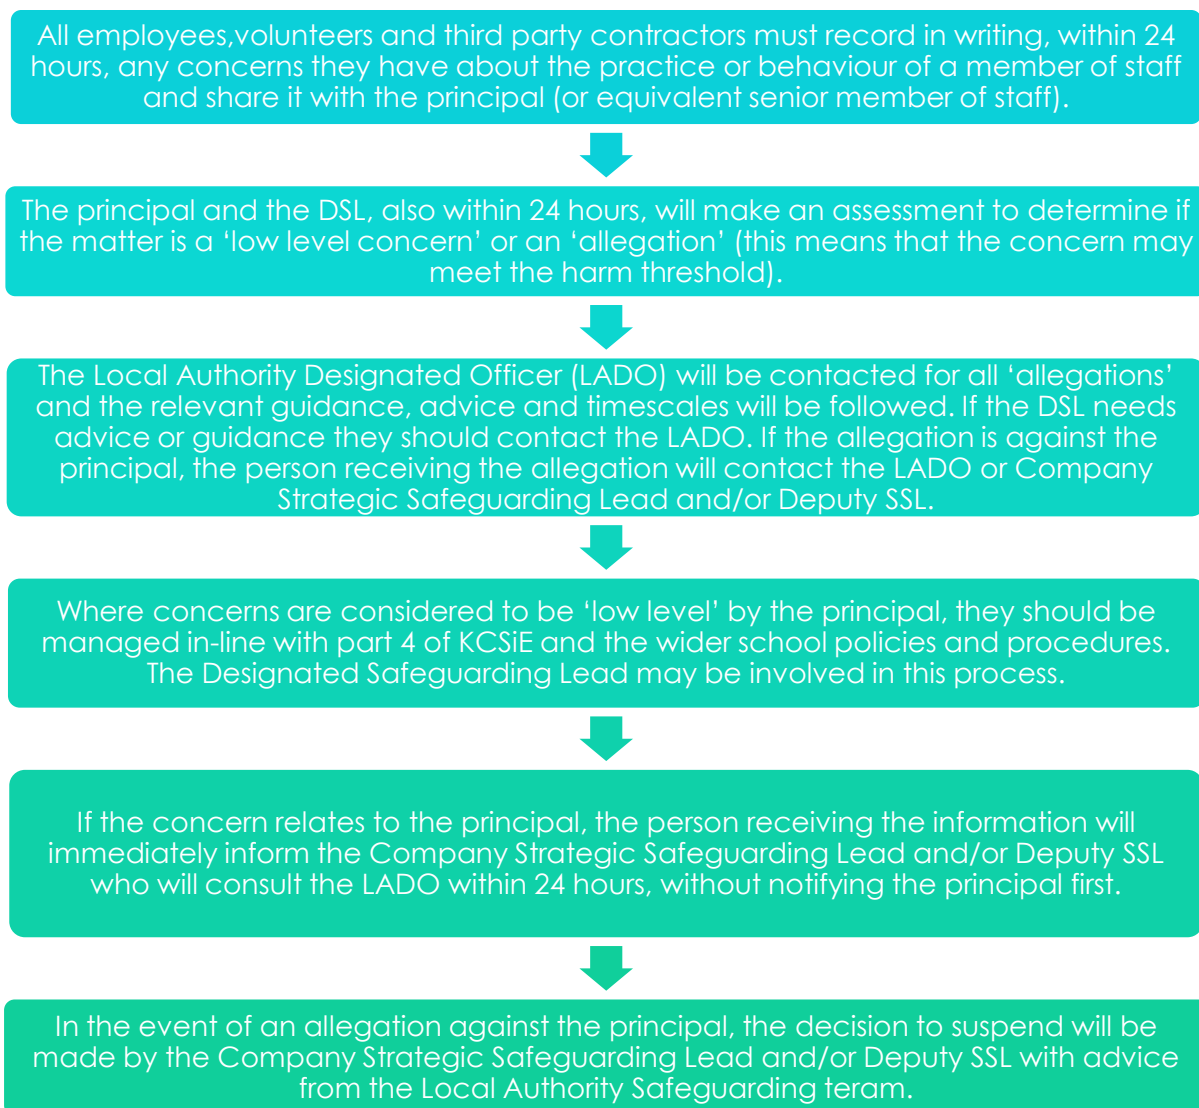 All employees,volunteers and third party contractors must record in writing, within 24
hours, any concerns they have about the practice or behaviour of a member of staff
and share it with the principal (or equivalent senior member of staff).
The principal and the DSL, also within 24 hours, will make an assessment to determine if
the matter is a ‘low level concern’ or an ‘allegation’ (this means that the concern may
meet the harm threshold).
The Local Authority Designated Officer (LADO) will be contacted for all ‘allegations’
and the relevant guidance, advice and timescales will be followed. If the DSL needs
advice or guidance they should contact the LADO. If the allegation is against the
principal, the person receiving the allegation will contact the LADO or Company
Strategic Safeguarding Lead and/or Deputy SSL.
Where concerns are considered to be ‘low level’ by the principal, they should be
managed in-line with part 4 of KCSiE and the wider school policies and procedures.
The Designated Safeguarding Lead may be involved in this process.
If the concern relates to the principal, the person receiving the information will
immediately inform the Company Strategic Safeguarding Lead and/or Deputy SSL
who will consult the LADO within 24 hours, without notifying the principal first.
In the event of an allegation against the principal, the decision to suspend will be
made by the Company Strategic Safeguarding Lead and/or Deputy SSL with advice
from the Local Authority Safeguarding teram.